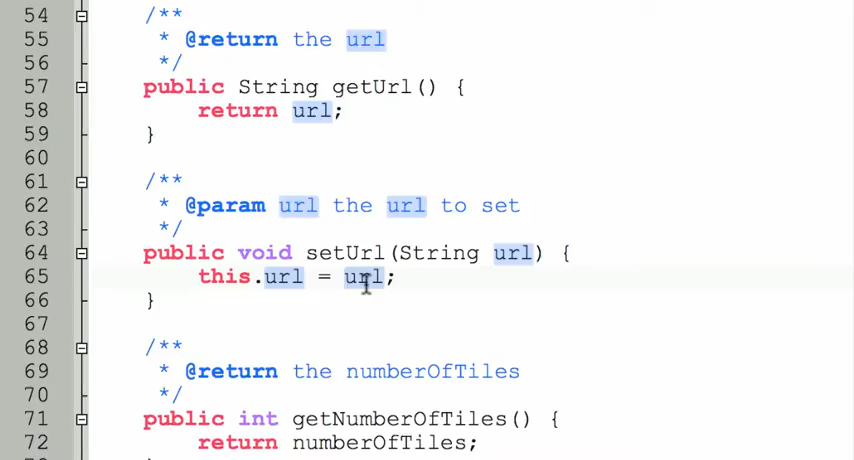 54 /**
55 * @return the url
56 */
57 public String getUrl() {
58 return url;
59 }
60
61 /**
62 * @param url the url to set
63 */
64 public void setUrl(String url) {
65 this.url = url;
66 }
67
68 /**
69 * @return the numberOfTiles
70 */
71 public int getNumberOfTiles() {
72 return numberOfTiles;